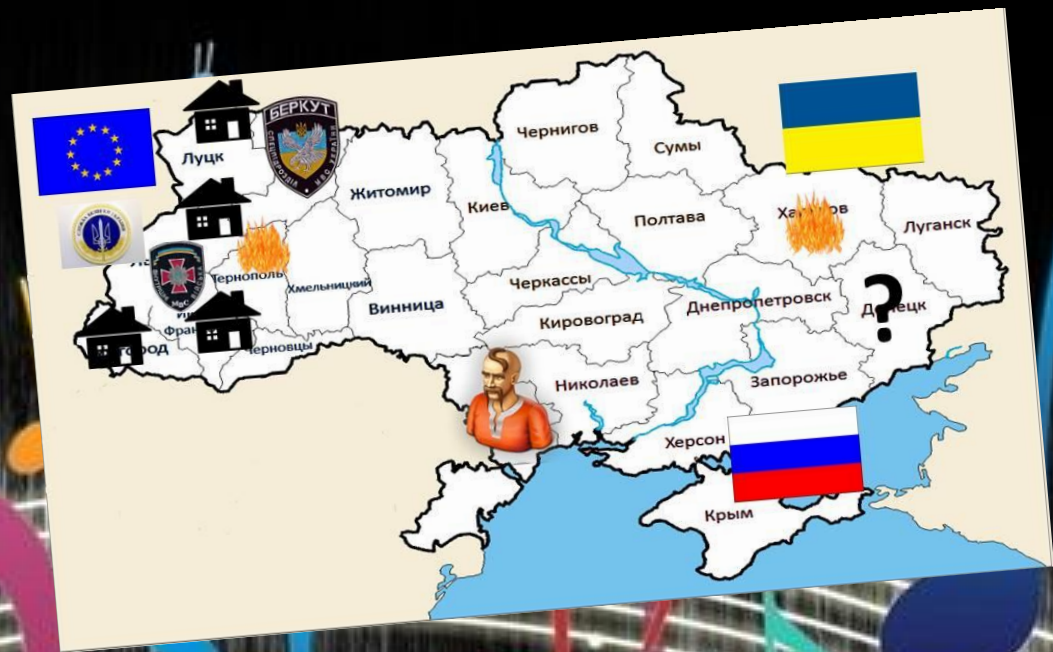 БЕРКУТ
Луцк
Житомир
Киев
Чернигов
Сумы
Полтава
Луганск
Тернополь
Хмельницкий
Винница
Черкассы
Кировоград
Днепропетровск
?
Черновцы
Николаев
Запорожье
Херсон
Крым